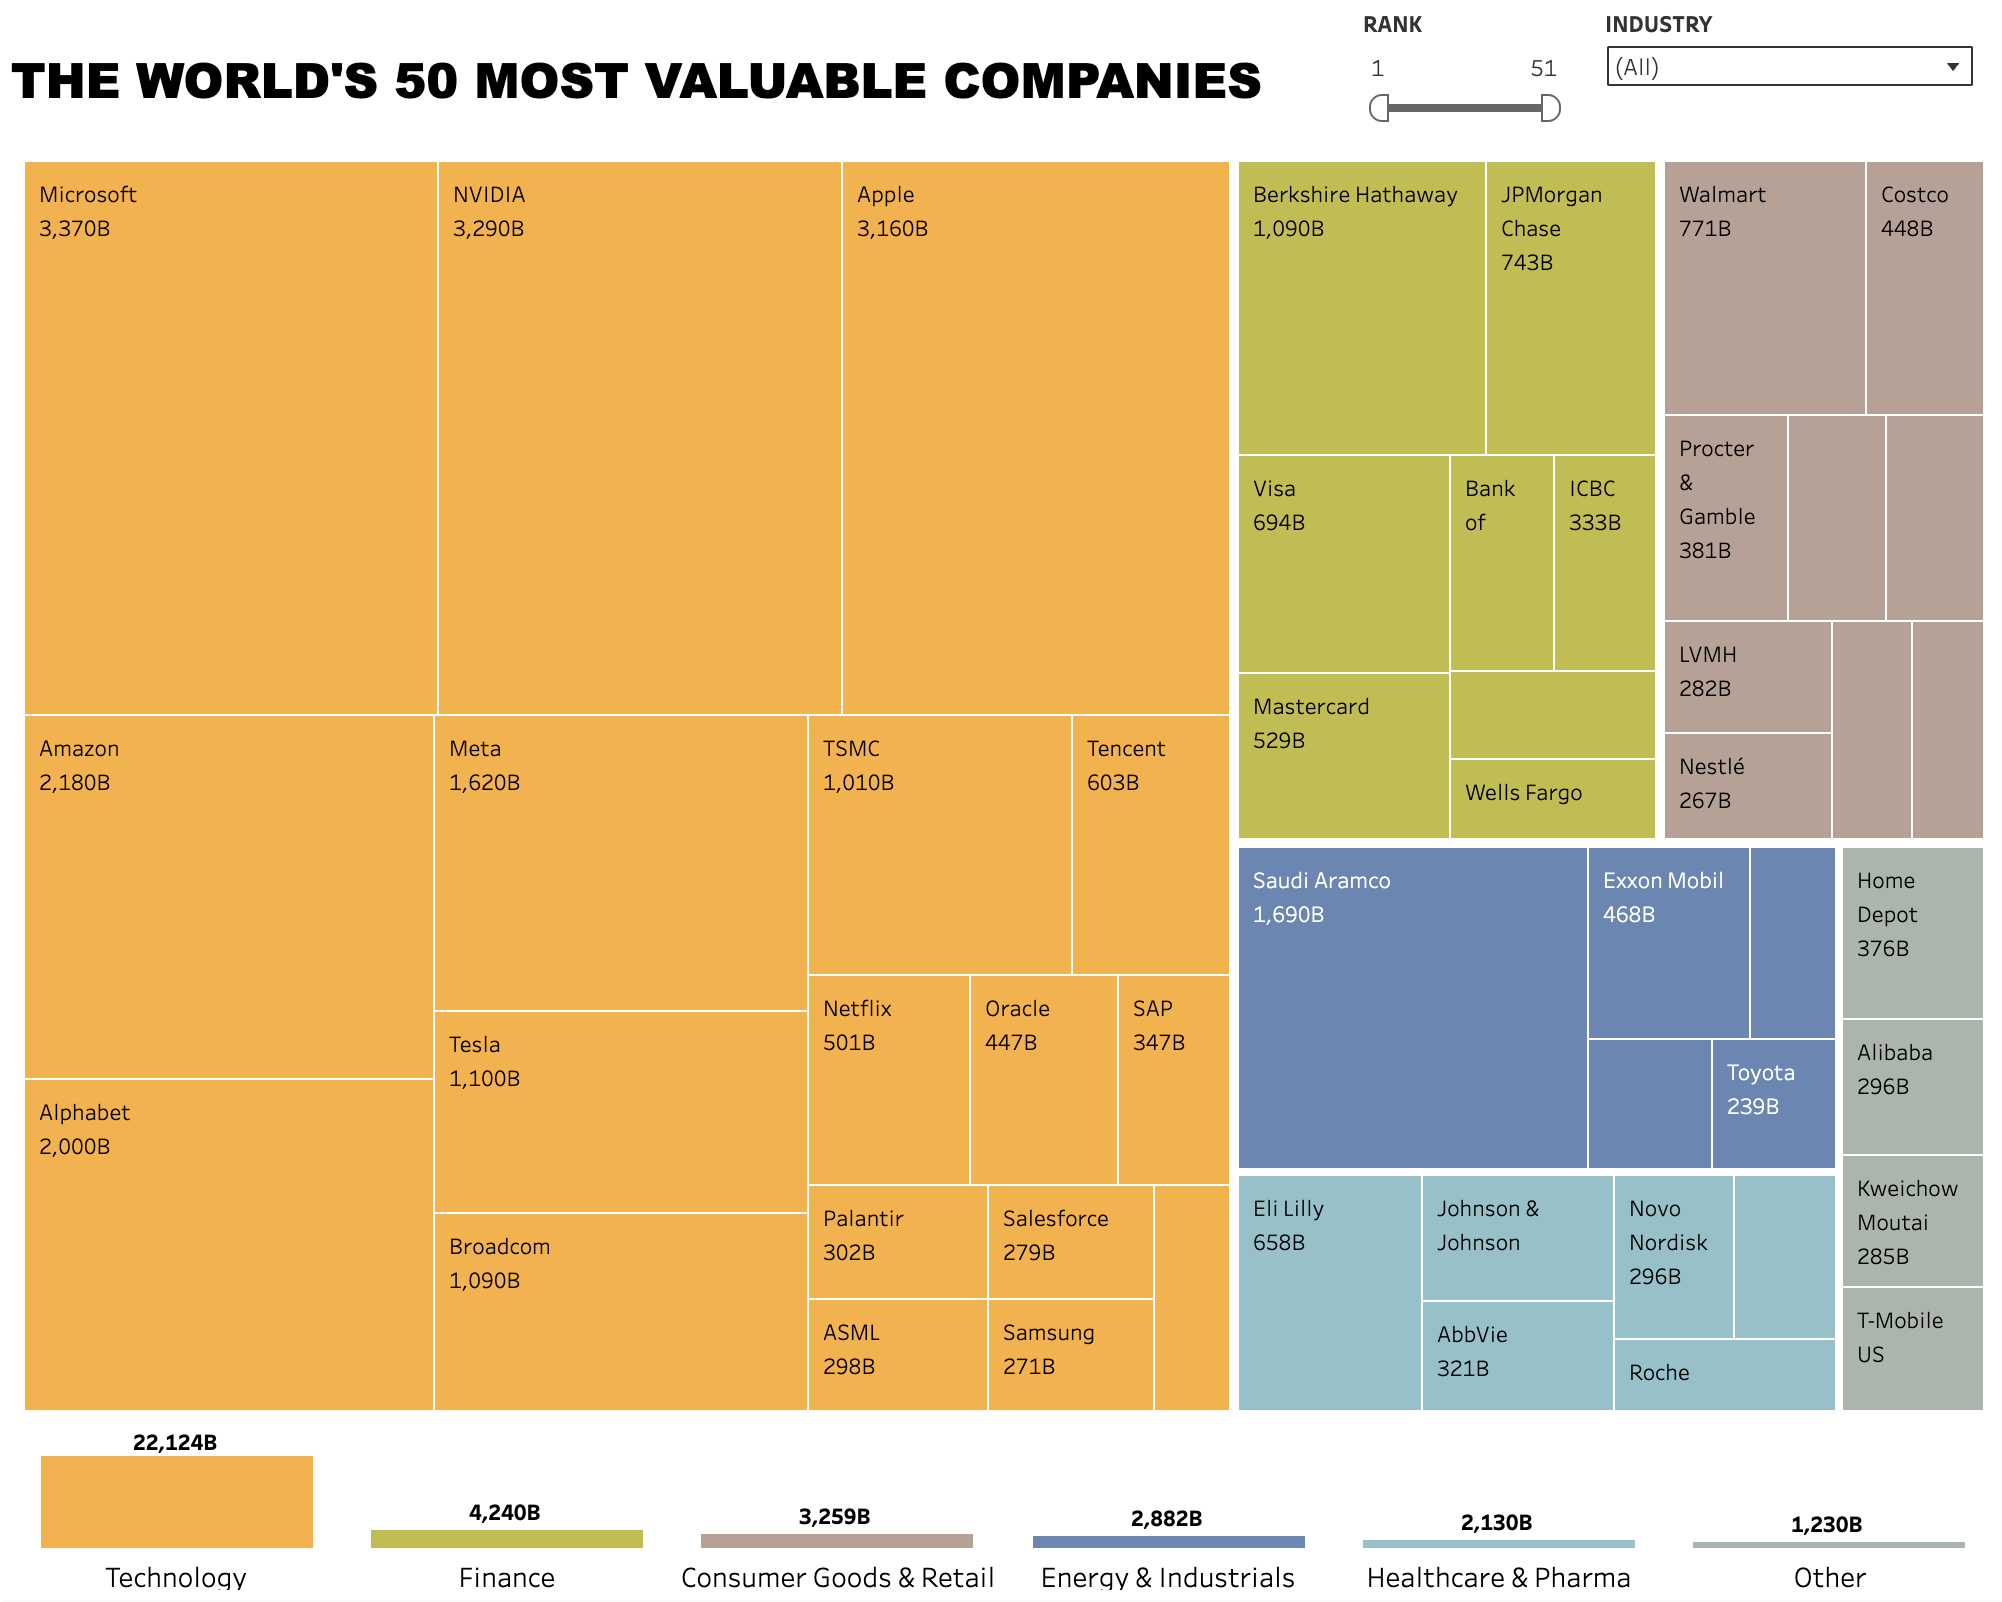 RANK
INDUSTRY
THE WORLD'S 50 MOST VALUABLE COMPANIES
1
51
(All)
Microsoft
3,370B
NVIDIA
3,290B
Apple
3,160B
Amazon
2,180B
Alphabet
2,000B
Meta
1,620B
Tesla
1,100B
Broadcom
1,090B
TSMC
1,010B
Tencent
603B
Netflix
501B
Oracle
447B
SAP
347B
Palantir
302B
Salesforce
279B
ASML
298B
Samsung
271B
Berkshire Hathaway
1,090B
JPMorgan
Chase
743B
Visa
694B
Bank
of
ICBC
333B
Mastercard
529B
Wells Fargo
Walmart
771B
Costco
448B
Procter
&
Gamble
381B
LVMH
282B
Nestlé
267B
Saudi Aramco
1,690B
Exxon Mobil
468B
Toyota
239B
Eli Lilly
658B
Johnson &
Johnson
AbbVie
321B
Novo
Nordisk
296B
Roche
Home
Depot
376B
Alibaba
296B
Kweichow
Moutai
285B
T-Mobile
US
22,124B
Technology
4,240B
Finance
3,259B
Consumer Goods & Retail
2,882B
Energy & Industrials
2,130B
Healthcare & Pharma
1,230B
Other